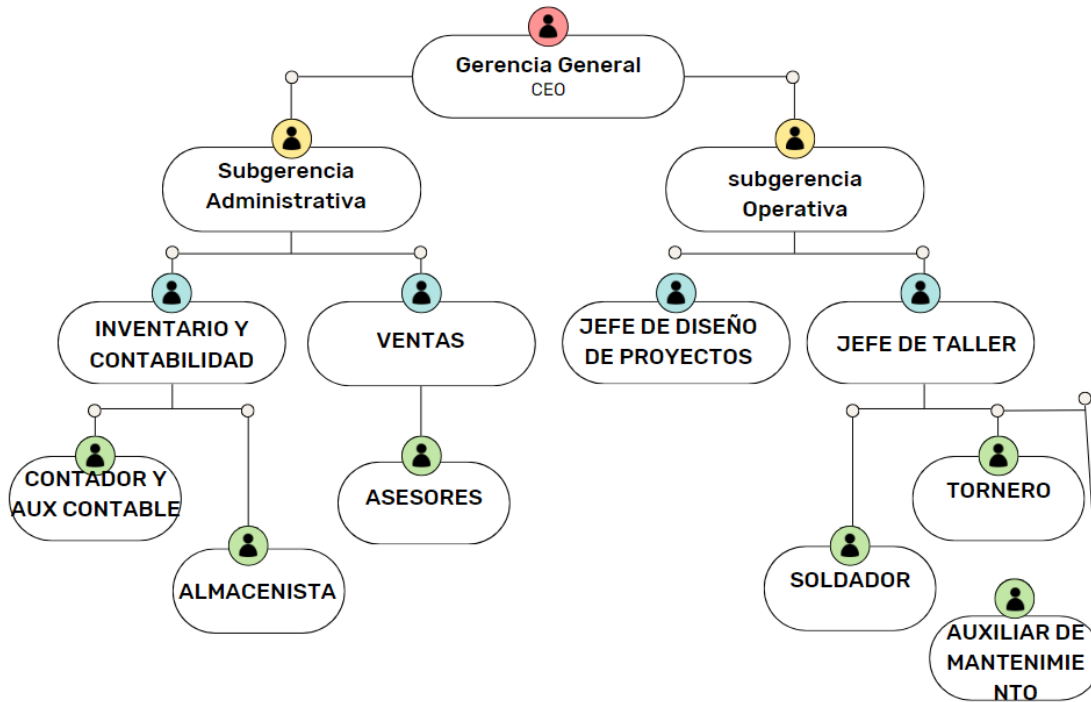 Gerencia General
CEO
Subgerencia
Administrativa
subgerencia
Operativa
INVENTARIO Y
CONTABILIDAD
VENTAS
JEFE DE DISEÑO
DE PROYECTOS
JEFE DE TALLER
CONTADOR Y
AUX CONTABLE
ASESORES
TORNERO
ALMACENISTA
SOLDADOR
AUXILIAR DE
MANTENIMIE
NTO